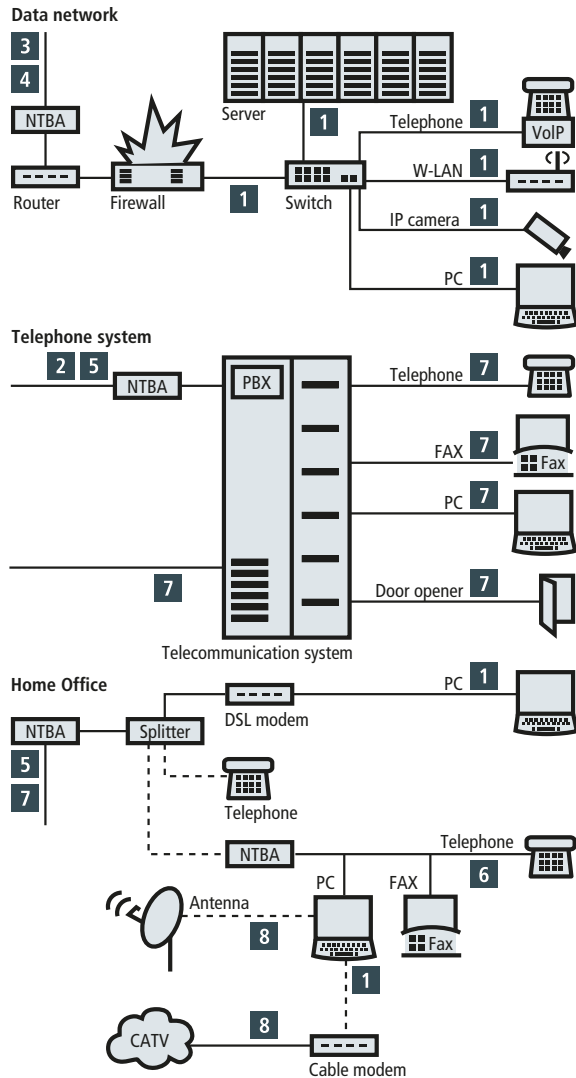 Data network
3
4
NTBA
Router
Firewall
1
Server
1
Switch
Telephone 1
VoIP
W-LAN 1
IP camera 1
PC 1
Telephone system
2 5
NTBA
PBX
Telephone 7
FAX 7
Fax
PC 7
7
Door opener 7
Telecommunication system
Home Office
NTBA
5
7
Splitter
DSL modem
PC 1
Telephone
NTBA
Telephone
6
PC
FAX
Fax
Antenna
8
1
CATV
8
Cable modem